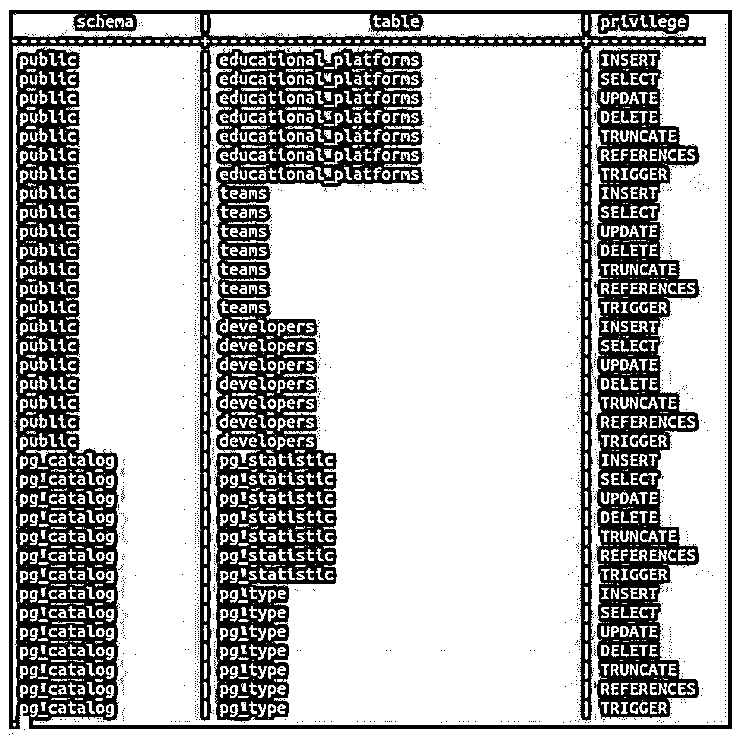 schema | table | privilege
public | educational_platforms | INSERT
public | educational_platforms | SELECT
public | educational_platforms | UPDATE
public | educational_platforms | DELETE
public | educational_platforms | TRUNCATE
public | educational_platforms | REFERENCES
public | educational_platforms | TRIGGER
public | teams | INSERT
public | teams | SELECT
public | teams | UPDATE
public | teams | DELETE
public | teams | TRUNCATE
public | teams | REFERENCES
public | teams | TRIGGER
public | developers | INSERT
public | developers | SELECT
public | developers | UPDATE
public | developers | DELETE
public | developers | TRUNCATE
public | developers | REFERENCES
public | developers | TRIGGER
pg_catalog | pg_statistic | INSERT
pg_catalog | pg_statistic | SELECT
pg_catalog | pg_statistic | UPDATE
pg_catalog | pg_statistic | DELETE
pg_catalog | pg_statistic | TRUNCATE
pg_catalog | pg_statistic | REFERENCES
pg_catalog | pg_statistic | TRIGGER
pg_catalog | pg_type | INSERT
pg_catalog | pg_type | SELECT
pg_catalog | pg_type | UPDATE
pg_catalog | pg_type | DELETE
pg_catalog | pg_type | TRUNCATE
pg_catalog | pg_type | REFERENCES
pg_catalog | pg_type | TRIGGER